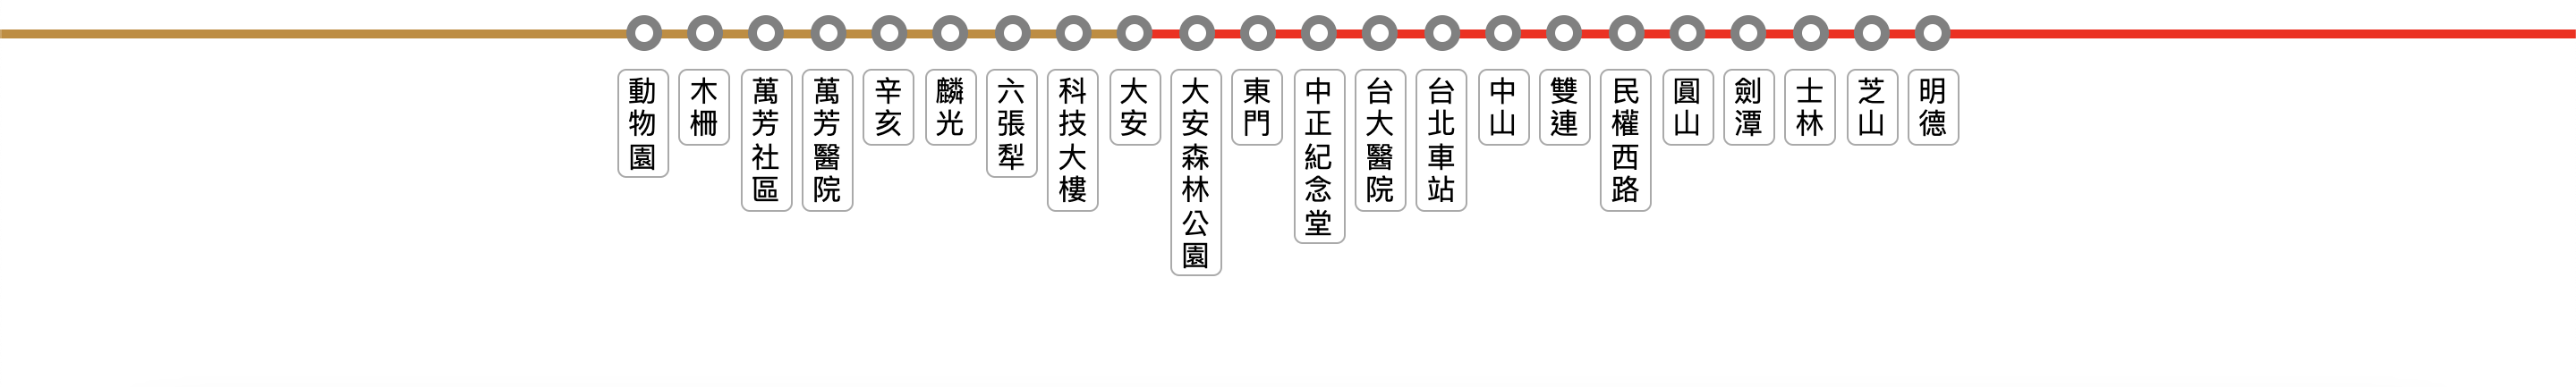 動物園
木柵
萬芳社區
萬芳醫院
辛亥
麟光
六張犁
科技大樓
大安
大安森林公園
東門
中正紀念堂
台大醫院
台北車站
中山
雙連
民權西路
圓山
劍潭
士林
芝山
明德